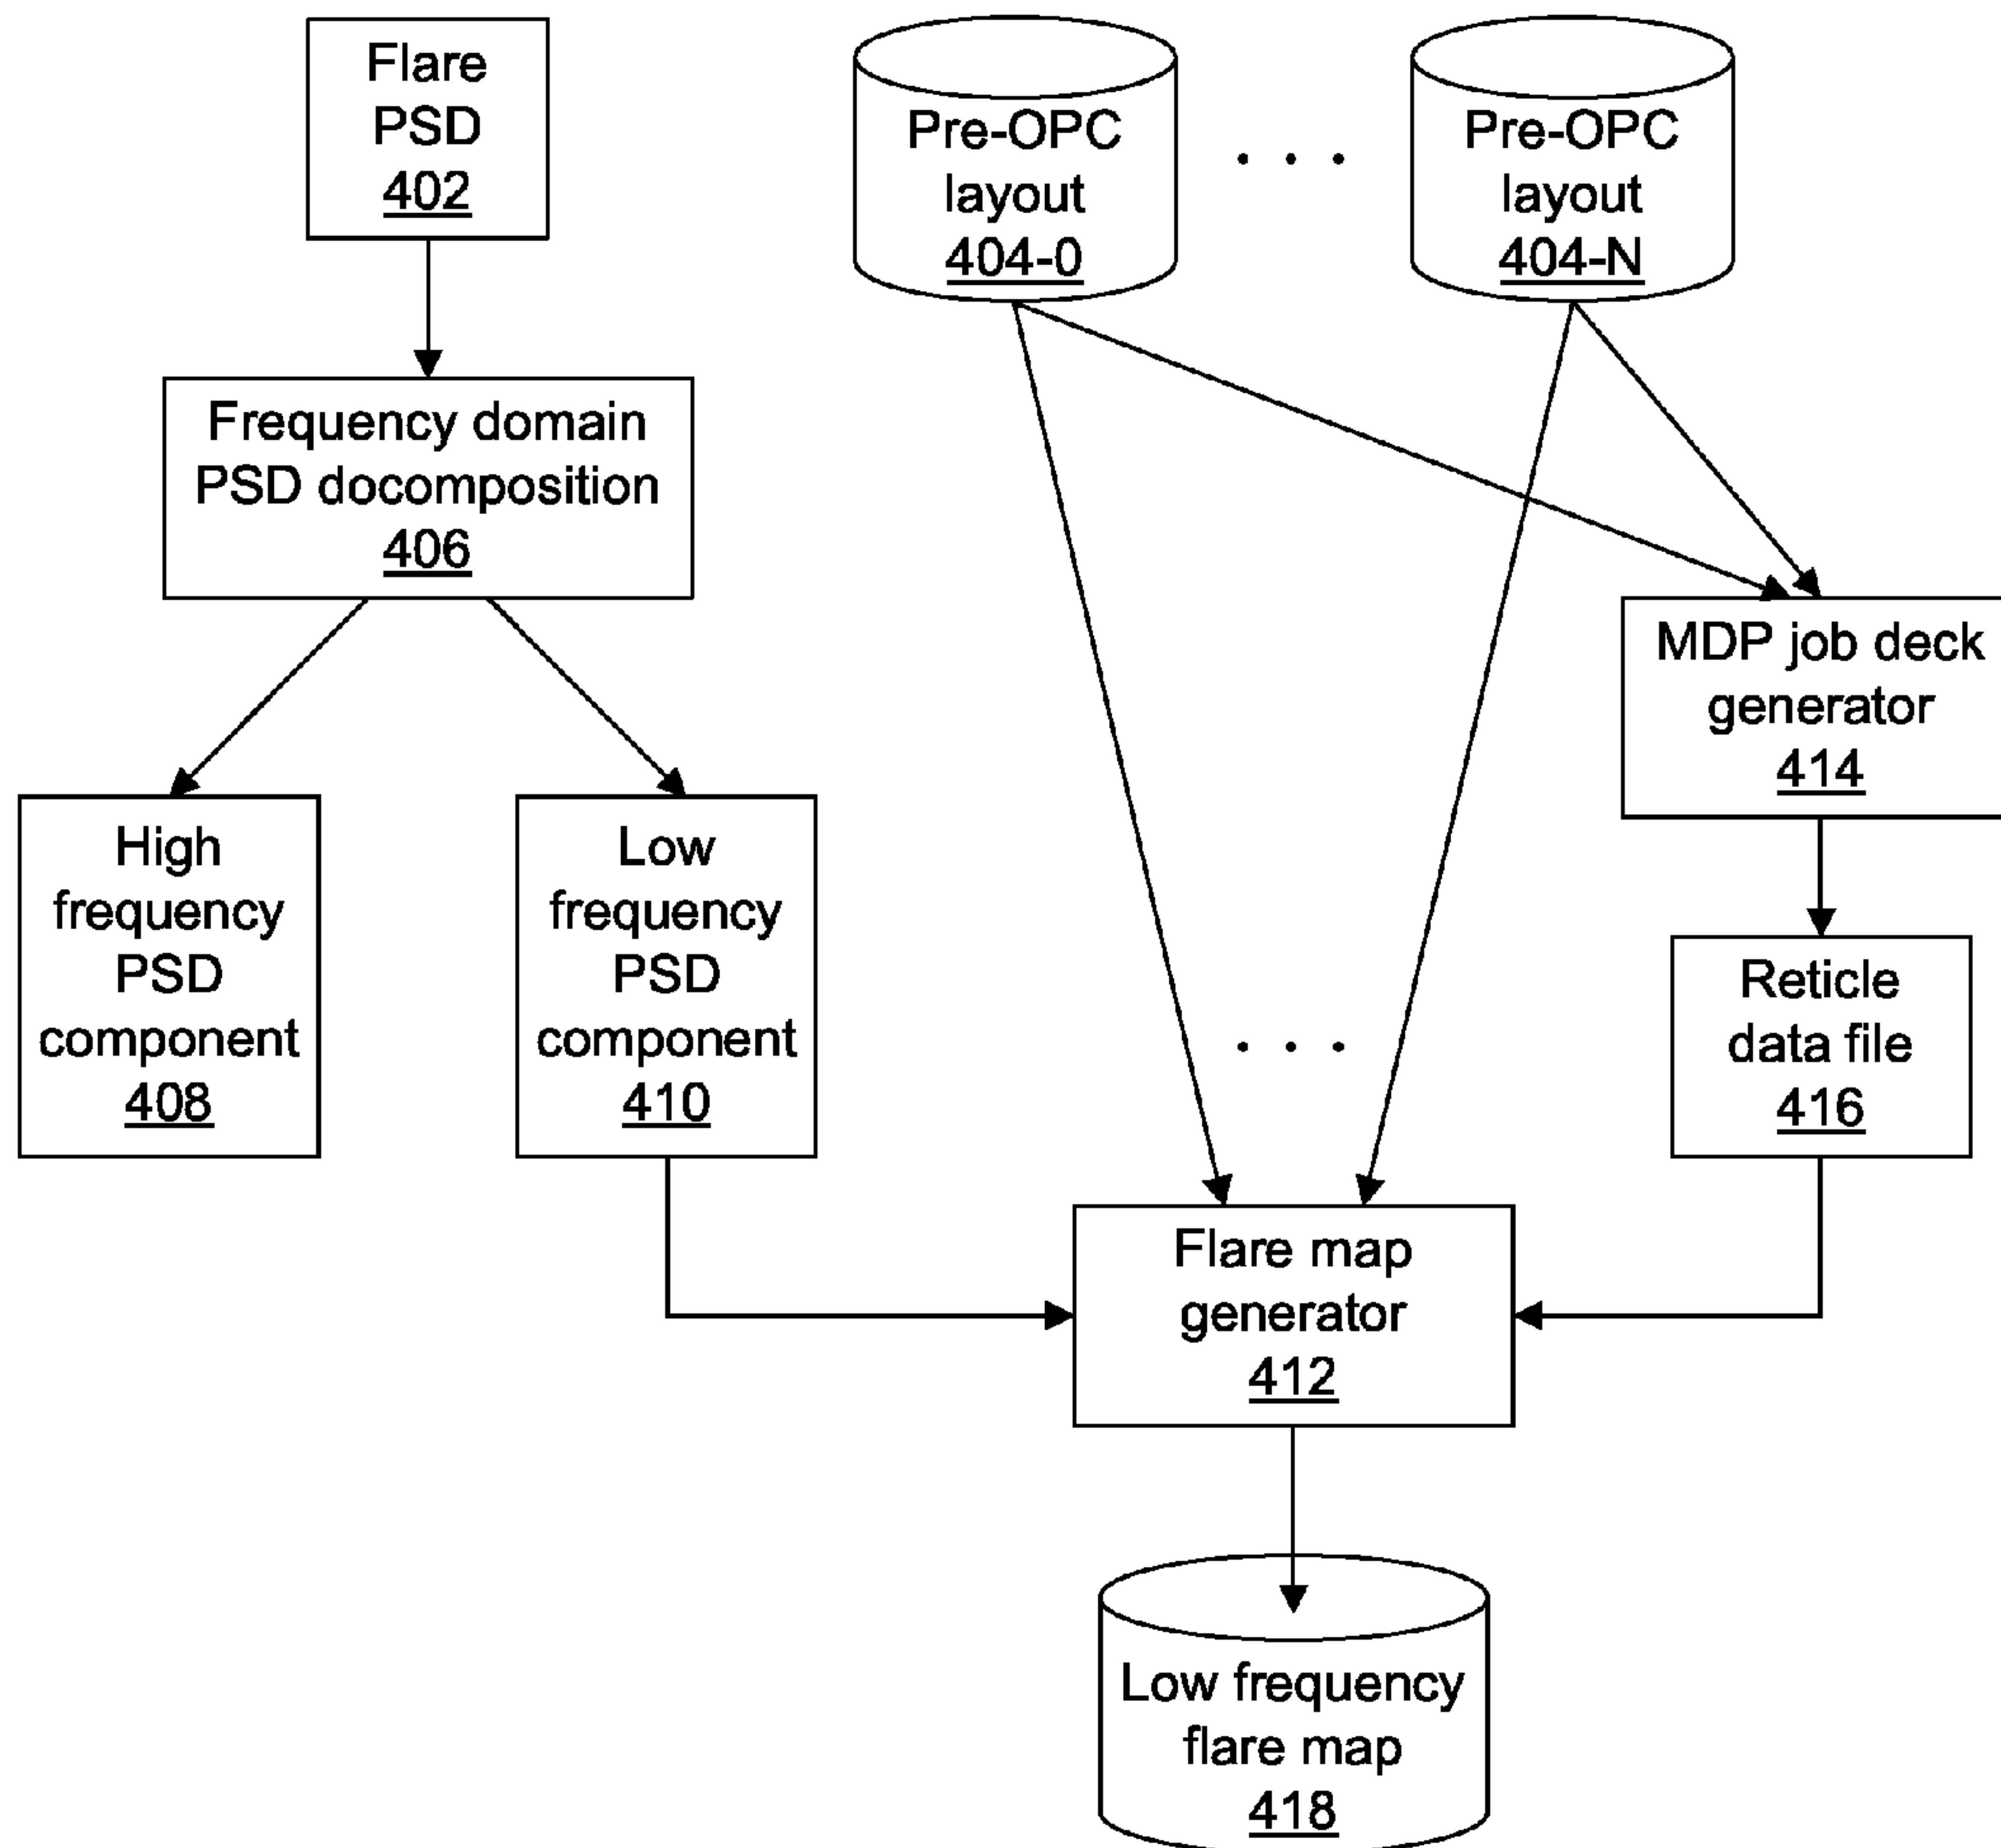 Flare
PSD
402
Pre-OPC
layout
404-0
. . .
Pre-OPC
layout
404-N
Frequency domain
PSD docomposition
406
MDP job deck
generator
414
High
frequency
PSD
component
408
Low
frequency
PSD
component
410
. . .
Reticle
data file
416
Flare map
generator
412
Low frequency
flare map
418